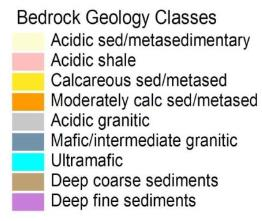 Bedrock Geology Classes
Acidic sed/metasedimentary
Acidic shale
Calcareous sed/metased
Moderately calc sed/metased
Acidic granitic
Mafic/intermediate granitic
Ultramafic
Deep coarse sediments
Deep fine sediments